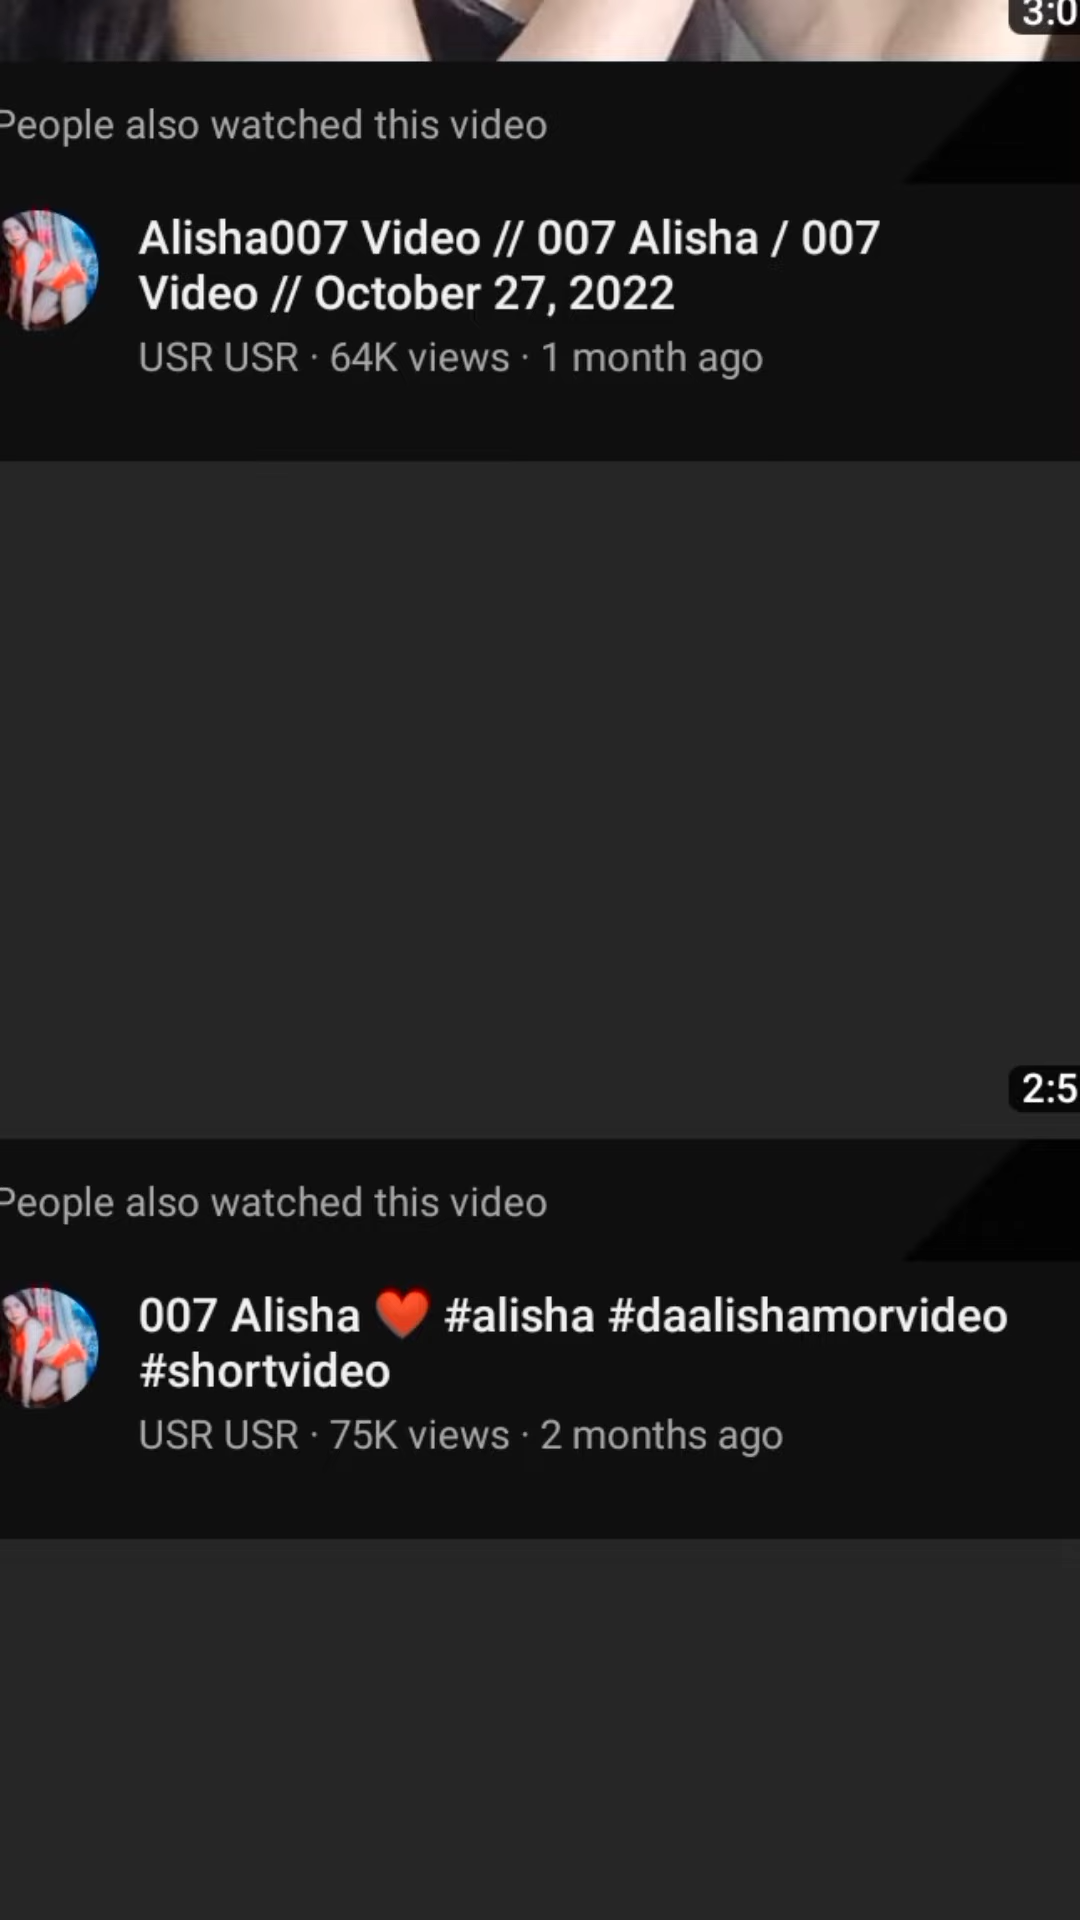 3:0
People also watched this video
Alisha007 Video // 007 Alisha / 007
Video // October 27, 2022
USR USR · 64K views · 1 month ago
2:5
People also watched this video
007 Alisha ❤️ #alisha #daalishamorvideo
#shortvideo
USR USR · 75K views · 2 months ago